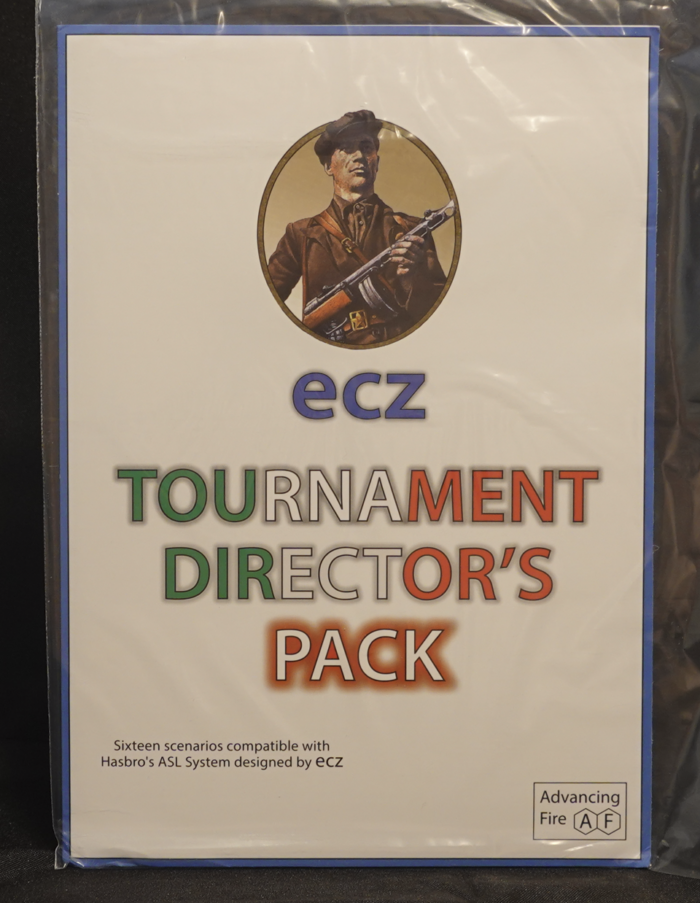 ecz
TOURNAMENT
DIRECTOR'S
PACK
Sixteen scenarios compatible with
Hasbro's ASL System designed by ecz
Advancing
Fire AF